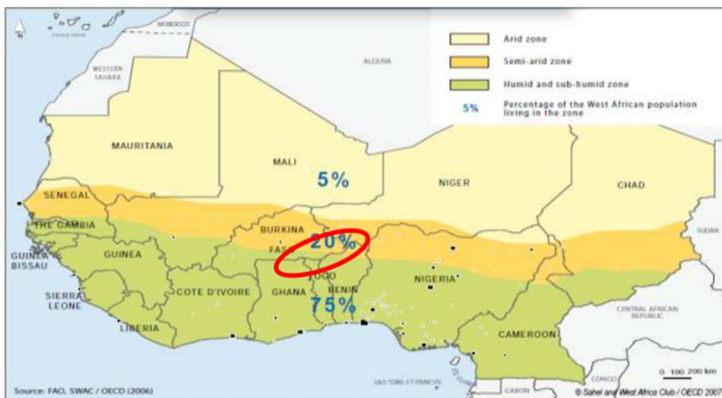 Canary Island
MOROCCO
WESTERN
SAHARA
ALGERIA
Arid zone
Semi-arid zone
Humid and sub-humid zone
5% Percentage of the West African population
living in the zone
MAURITANIA
MALI
5%
NIGER
CHAD
SENEGAL
THE GAMBIA
BURKINA
FASO
20%
SUDAN
GUINEA
BISSAU
GUINEA
TOGO
BENIN
NIGERIA
SIERRA
LEONE
COTE D'IVOIRE
GHANA
75%
LIBERIA
CENTRAL AFRICAN
REPUBLIC
CAMEROON
SAO TOME ET PRINCIPE
GABON
CONGO
0 100 200 km
Source: FAO, SWAC / OECD (2006)
© Sahel and West Africa Club / OECD 2007